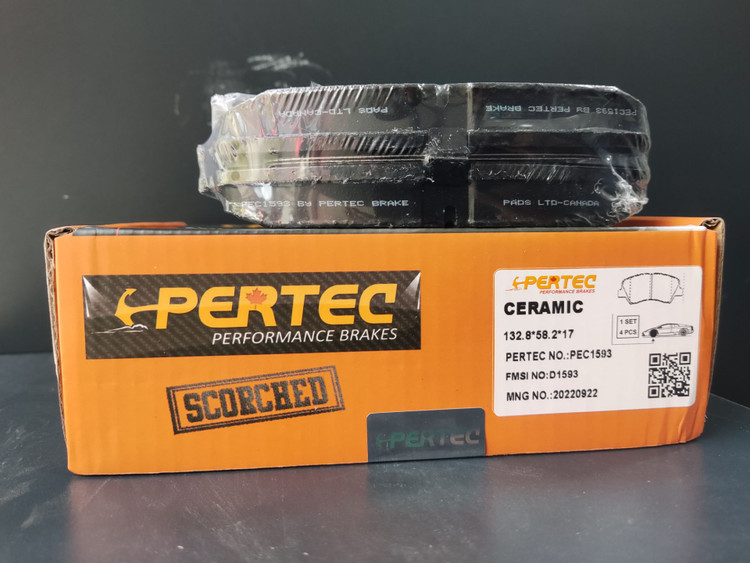 PADS LTD-CANADA
PEC1593 BY PERTEC BRAKE
PEC1593 BY PERTEC BRAKE
PADS LTD-CANADA
PERTEC
PERFORMANCE BRAKES
SCORCHED
PERTEC
PERTEC
PERFORMANCE BRAKES
CERAMIC
132.8*58.2*17
PERTEC NO.:PEC1593
FMSI NO:D1593
MNG NO.:20220922
1 SET
4 PCS